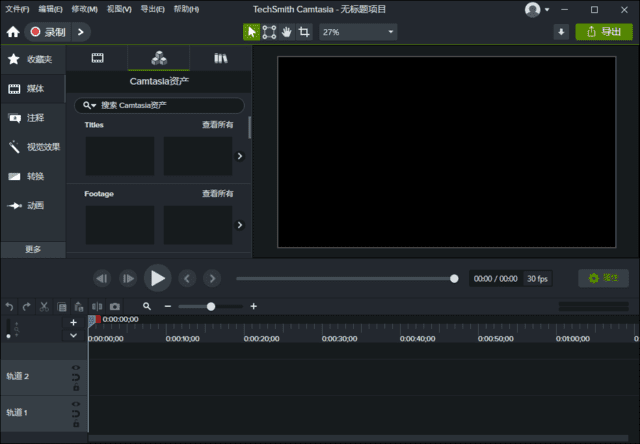 文件(F) 编辑(E) 修改(M) 视图(V) 导出(E) 帮助(H) TechSmith Camtasia - 无标题项目
录制 27% 导出
收藏夹
媒体
注释
视觉效果
转换
动画
更多
Camtasia资产
搜索 Camtasia资产
Titles 查看所有
Footage 查看所有
00:00 / 00:00 30 fps 属性
0:00:00;00
0:00:00;00 0:00:10;00 0:00:20;00 0:00:30;00 0:00:40;00 0:00:50;00 0:01:00;00
轨道 2
轨道 1